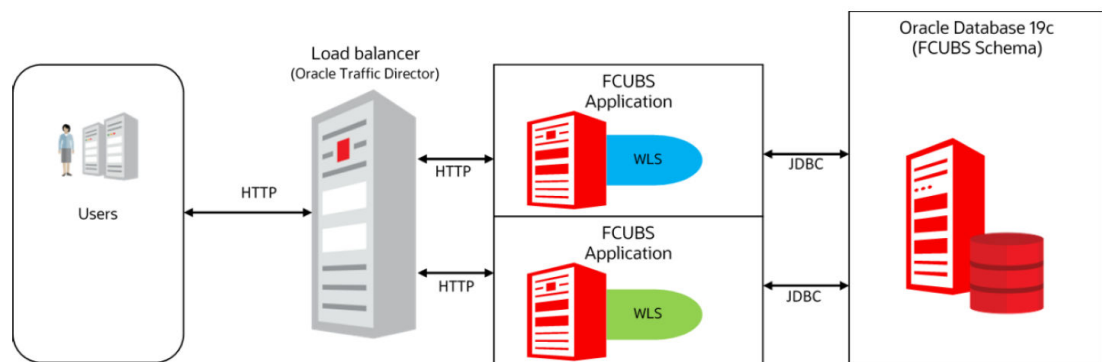 Users
HTTP
Load balancer
(Oracle Traffic Director)
HTTP
HTTP
FCUBS
Application
WLS
FCUBS
Application
WLS
JDBC
JDBC
Oracle Database 19c
(FCUBS Schema)